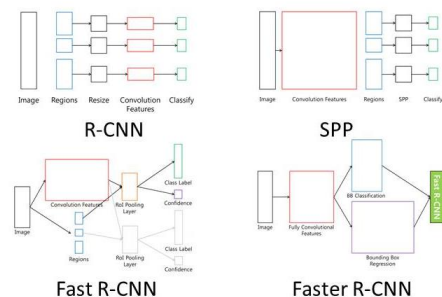 Image Regions Resize Convolution Features Classify
R-CNN
Image Convolution Features Regions SPP Classify
SPP
Image
Convolution Features
Regions
RoI Pooling Layer
Class Label
Confidence
RoI Pooling Layer
Class Label
Confidence
Fast R-CNN
Image
Fully Convolutional Features
BB Classification
Bounding Box Regression
Fast R-CNN
Faster R-CNN